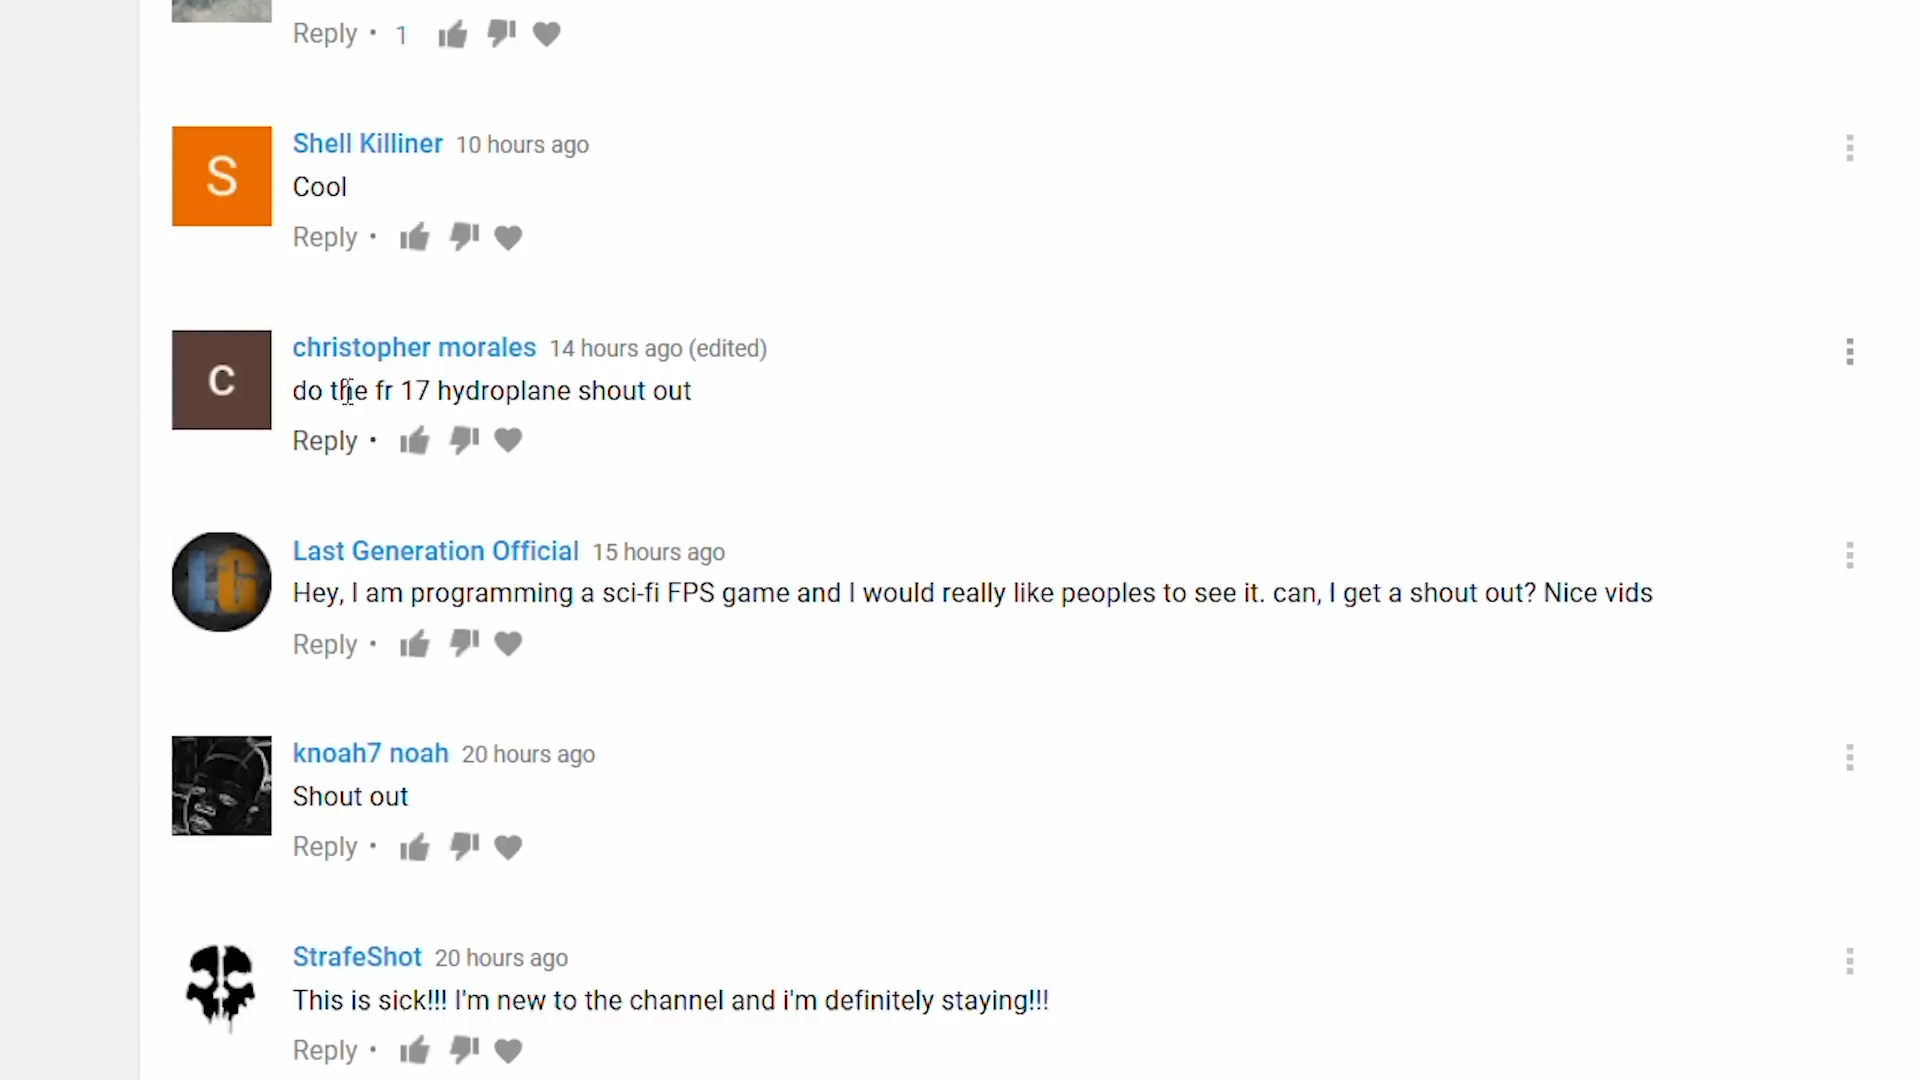 Reply • 1
S
Shell Killiner 10 hours ago
Cool
Reply •
c
christopher morales 14 hours ago (edited)
do the fr 17 hydroplane shout out
Reply •
LG
Last Generation Official 15 hours ago
Hey, I am programming a sci-fi FPS game and I would really like peoples to see it. can, I get a shout out? Nice vids
Reply •
knoah7 noah 20 hours ago
Shout out
Reply •
StrafeShot 20 hours ago
This is sick!!! I'm new to the channel and i'm definitely staying!!!
Reply •